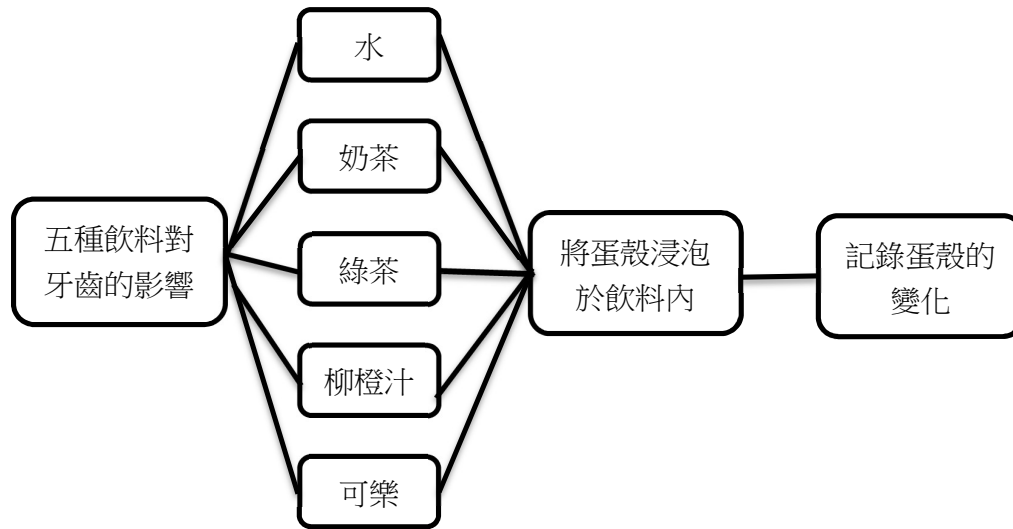 五種飲料對
牙齒的影響
水
奶茶
綠茶
柳橙汁
可樂
將蛋殼浸泡
於飲料內
記錄蛋殼的
變化